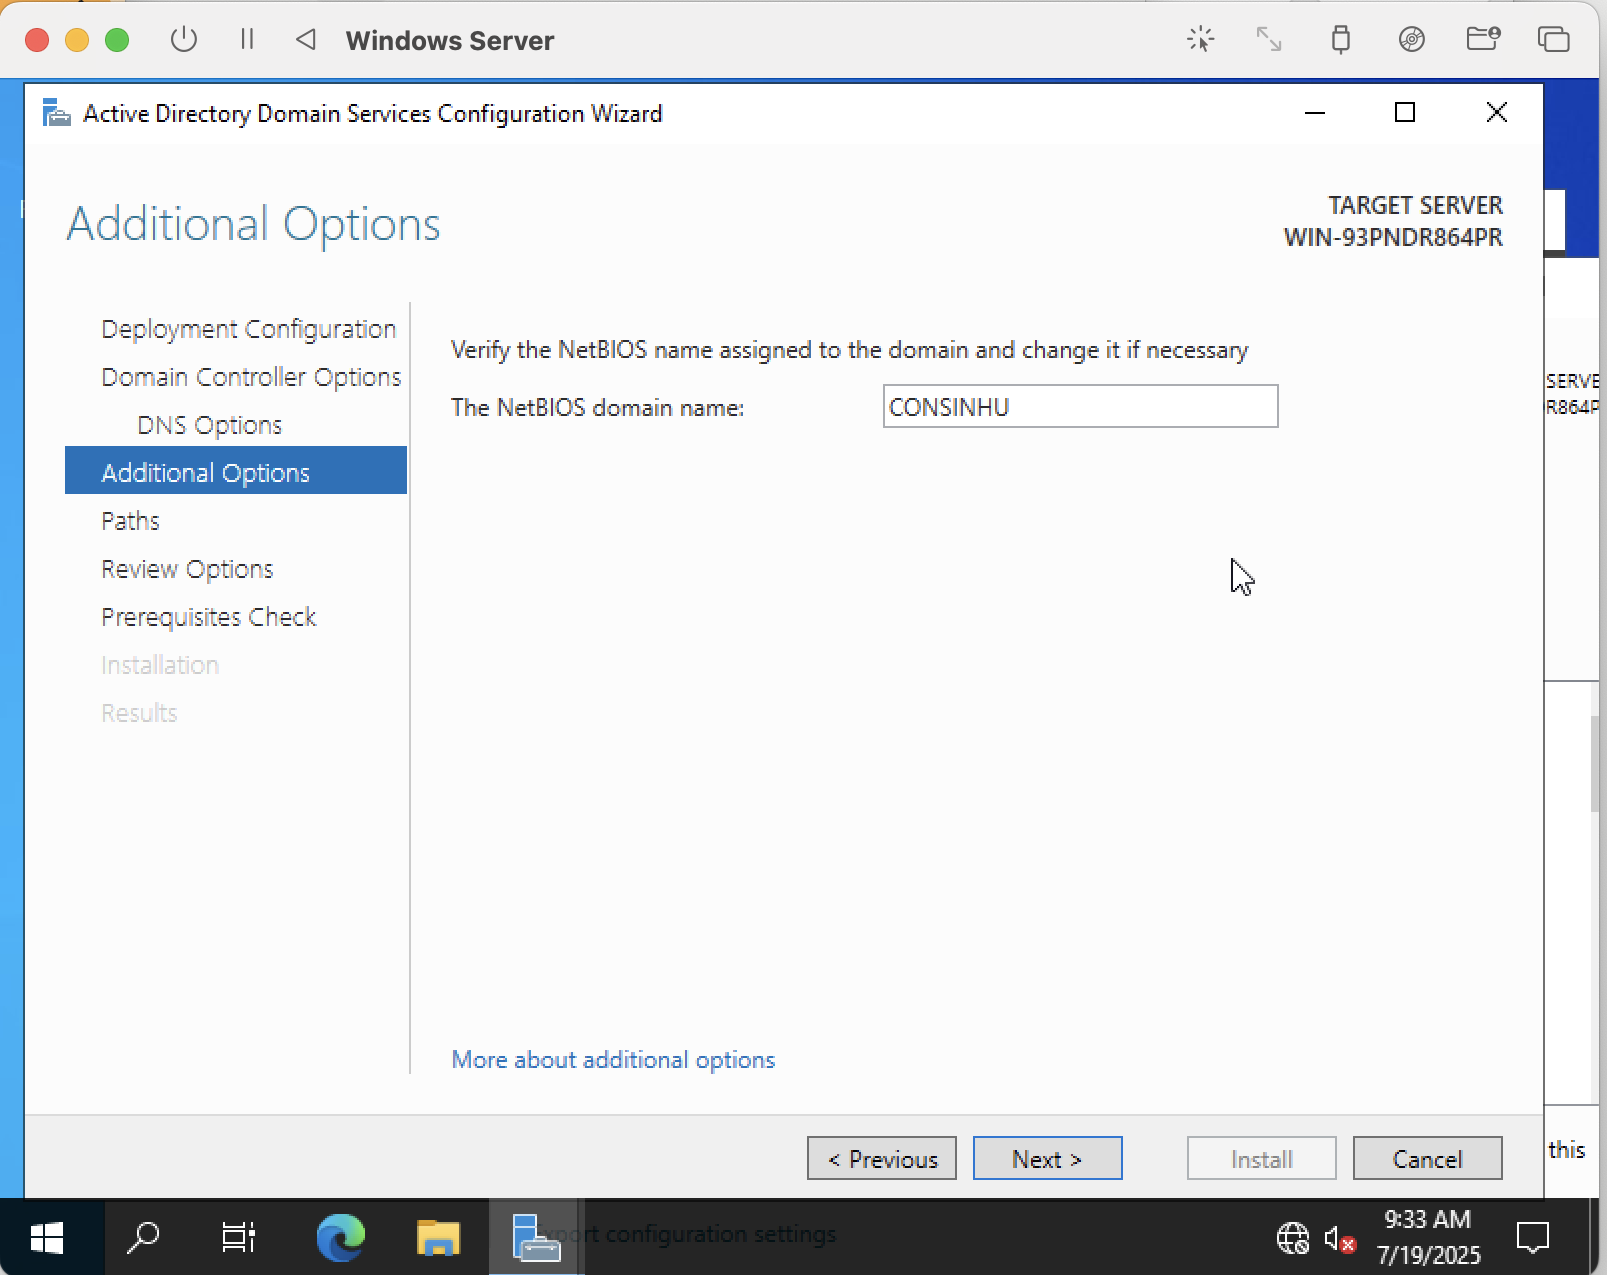 Windows Server
Active Directory Domain Services Configuration Wizard
Additional Options
TARGET SERVER
WIN-93PNDR864PR
Deployment Configuration
Domain Controller Options
DNS Options
Additional Options
Paths
Review Options
Prerequisites Check
Installation
Results
Verify the NetBIOS name assigned to the domain and change it if necessary
The NetBIOS domain name: CONSINHU
SERVE
R864P
More about additional options
this
< Previous Next > Install Cancel
Export configuration settings
9:33 AM
7/19/2025